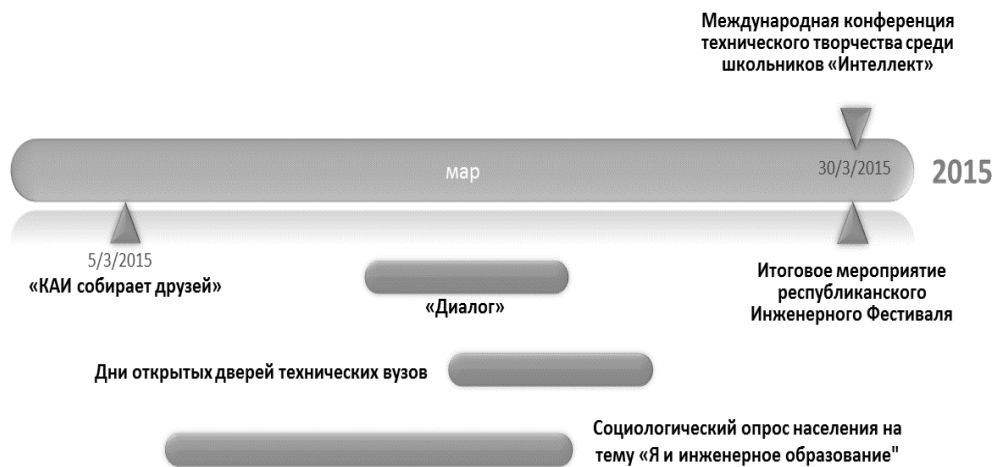 Международная конференция
технического творчества среди
школьников «Интеллект»
мар
30/3/2015
2015
5/3/2015
«КАИ собирает друзей»
«Диалог»
Итоговое мероприятие
республиканского
Инженерного Фестиваля
Дни открытых дверей технических вузов
Социологический опрос населения на
тему «Я и инженерное образование"